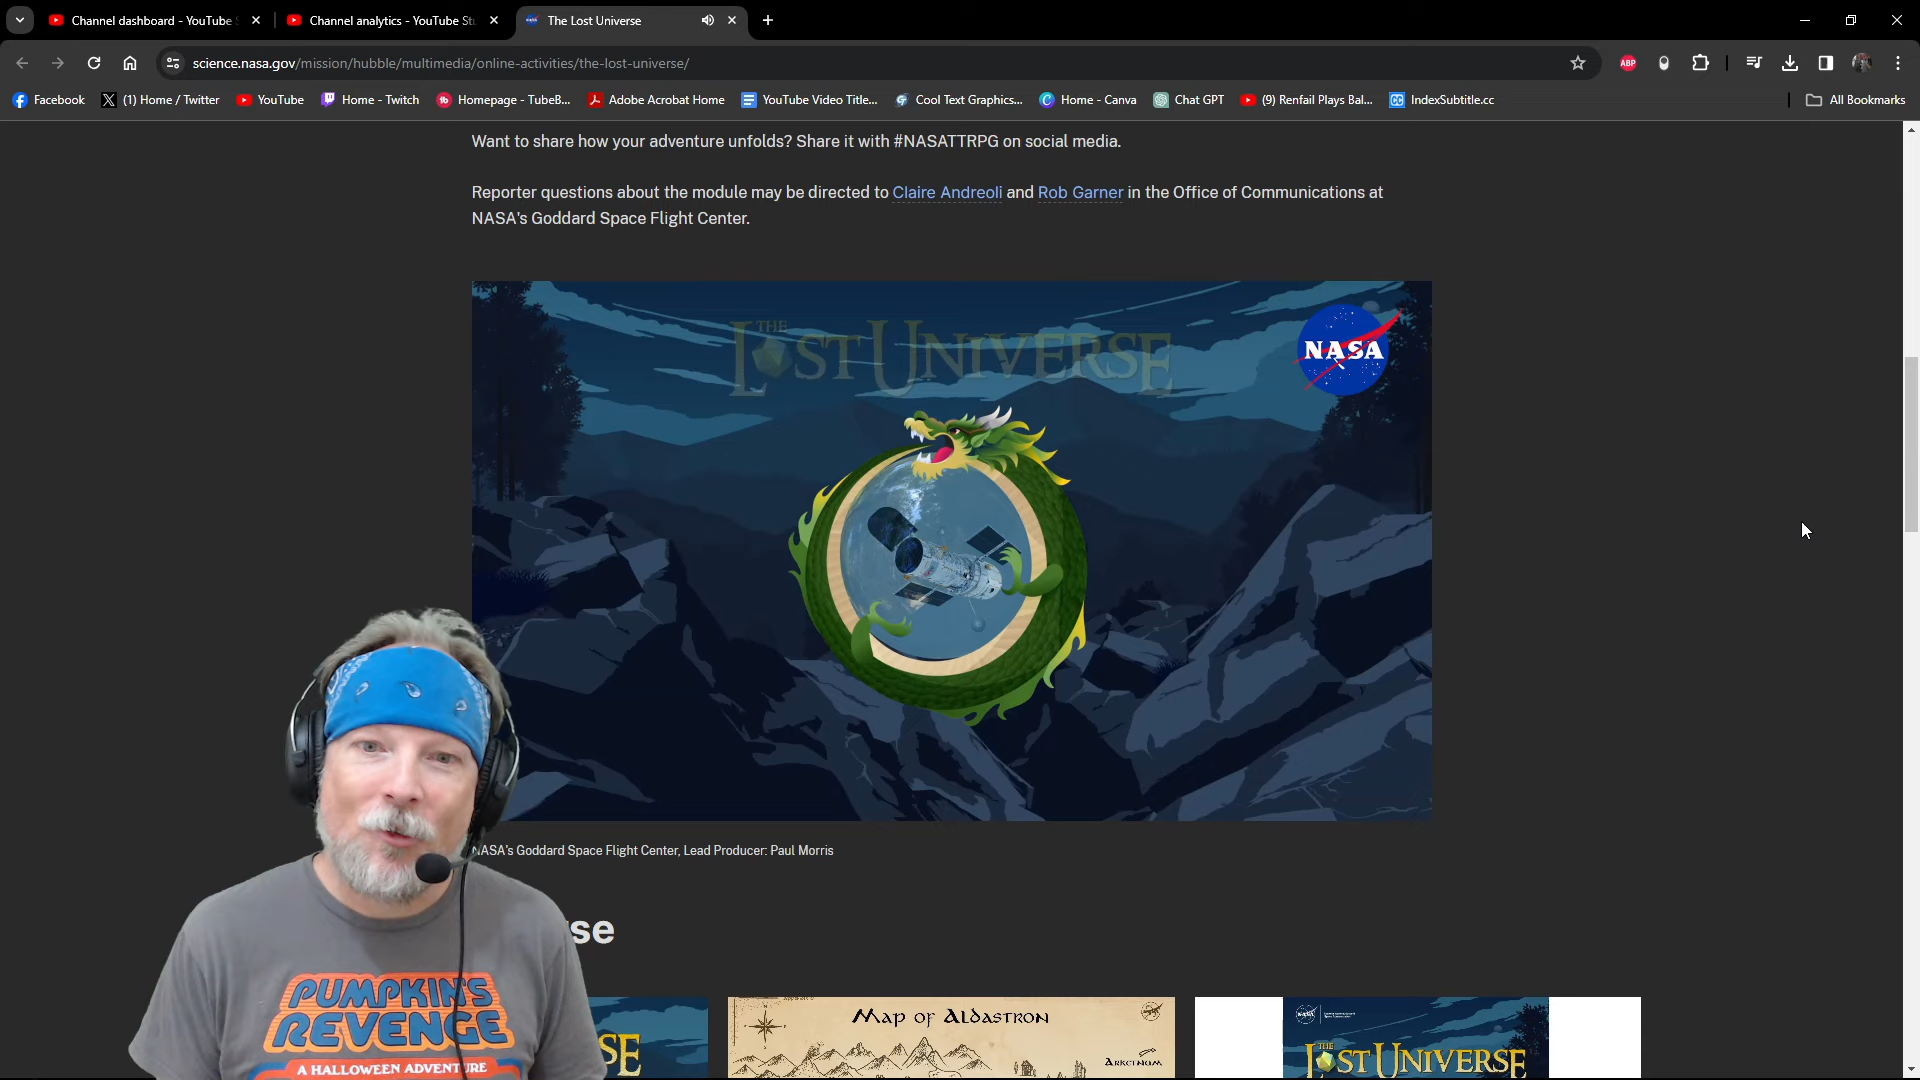 Channel dashboard - YouTube S
Channel analytics - YouTube Stu
The Lost Universe
science.nasa.gov/mission/hubble/multimedia/online-activities/the-lost-universe/
ABP
Facebook
(1) Home / Twitter
YouTube
Home - Twitch
Homepage - TubeB...
Adobe Acrobat Home
YouTube Video Title...
Cool Text Graphics...
Home - Canva
Chat GPT
(9) Renfail Plays Bal...
IndexSubtitle.cc
All Bookmarks
Want to share how your adventure unfolds? Share it with #NASATTRPG on social media.
Reporter questions about the module may be directed to Claire Andreoli and Rob Garner in the Office of Communications at
NASA's Goddard Space Flight Center.
THE
LOST UNIVERSE
NASA
NASA's Goddard Space Flight Center, Lead Producer: Paul Morris
se
PUMPKIN'S
REVENGE
A HALLOWEEN ADVENTURE
SE
MAP OF ALDASTRON
ARKCINOM
THE
LOST UNIVERSE